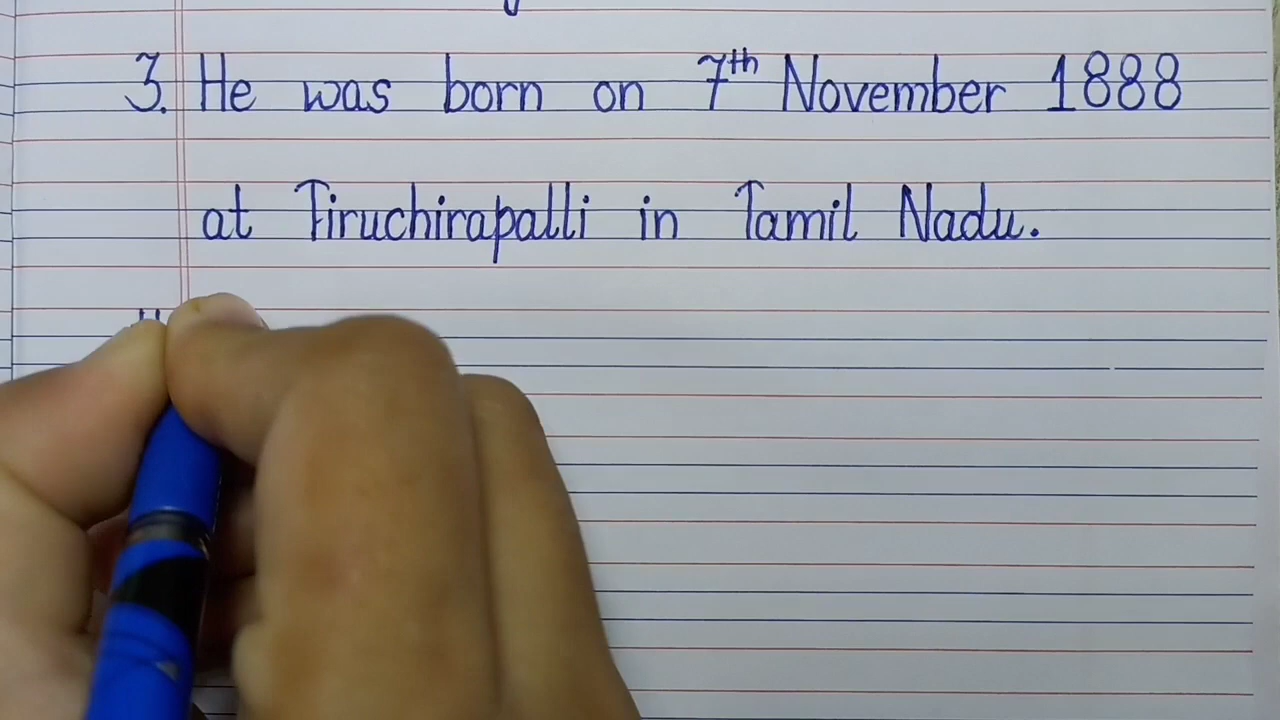 3. He was born on 7th November 1888
at Tiruchirapalli in Tamil Nadu.